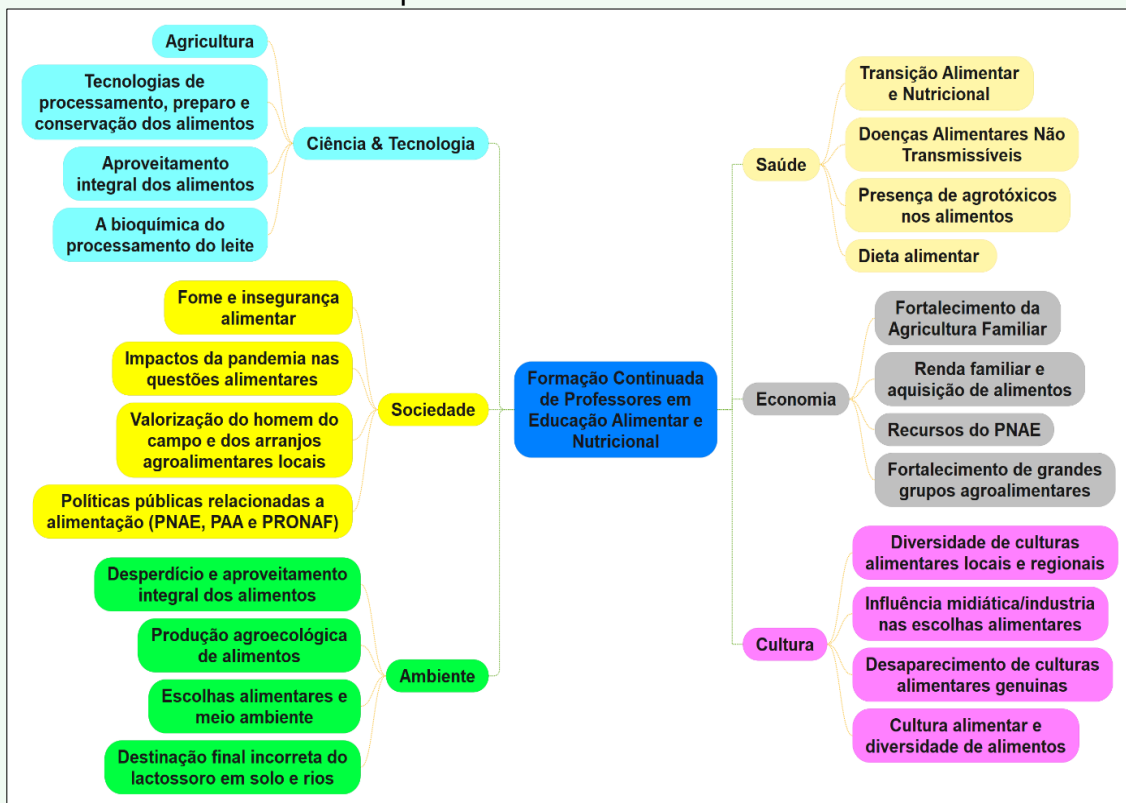 Agricultura
Tecnologias de
processamento, preparo e
conservação dos alimentos
Aproveitamento
integral dos alimentos
A bioquímica do
processamento do leite
Ciência & Tecnologia
Fome e insegurança
alimentar
Impactos da pandemia nas
questões alimentares
Valorização do homem do
campo e dos arranjos
agroalimentares locais
Políticas públicas relacionadas a
alimentação (PNAE, PAA e PRONAF)
Sociedade
Desperdício e aproveitamento
integral dos alimentos
Produção agroecológica
de alimentos
Escolhas alimentares e
meio ambiente
Destinação final incorreta do
lactossoro em solo e rios
Ambiente
Formação Continuada
de Professores em
Educação Alimentar e
Nutricional
Saúde
Transição Alimentar
e Nutricional
Doenças Alimentares Não
Transmissíveis
Presença de agrotóxicos
nos alimentos
Dieta alimentar
Economia
Fortalecimento da
Agricultura Familiar
Renda familiar e
aquisição de alimentos
Recursos do PNAE
Fortalecimento de grandes
grupos agroalimentares
Cultura
Diversidade de culturas
alimentares locais e regionais
Influência midiática/industria
nas escolhas alimentares
Desaparecimento de culturas
alimentares genuinas
Cultura alimentar e
diversidade de alimentos